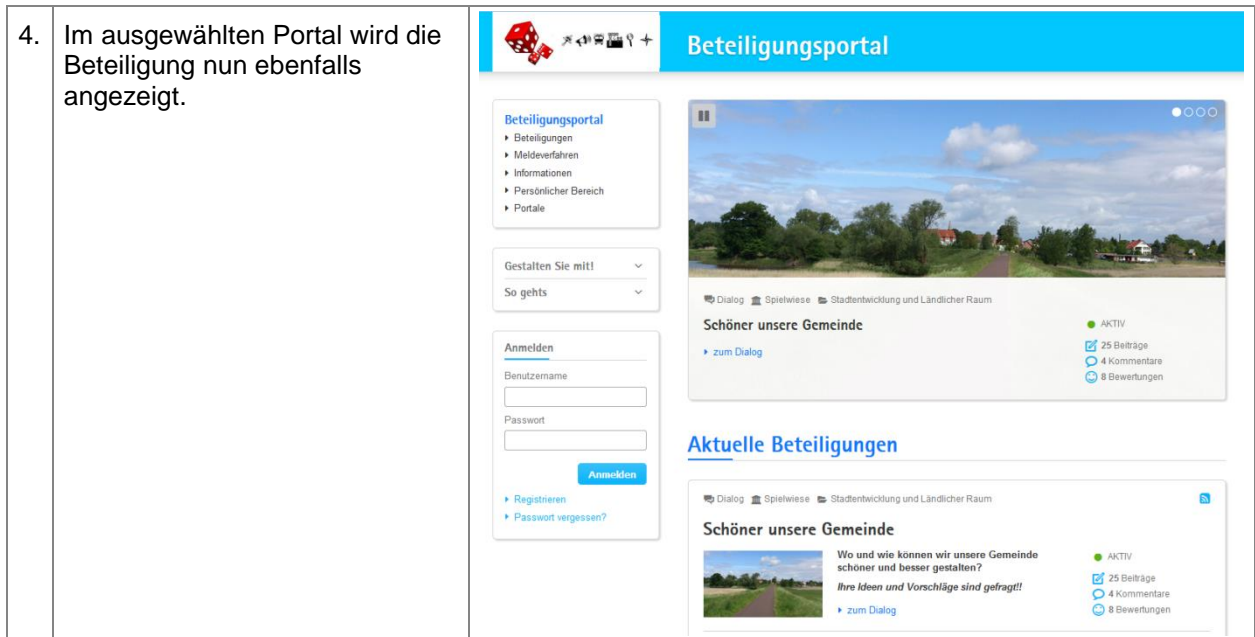 4. Im ausgewählten Portal wird die
Beteiligung nun ebenfalls
angezeigt.
Beteiligungsportal
Beteiligungsportal
Beteiligungen
Meldeverfahren
Informationen
Persönlicher Bereich
Portale
Gestalten Sie mit!
So gehts
Anmelden
Benutzername
Passwort
Anmelden
Registrieren
Passwort vergessen?
Dialog Spielwiese Stadtentwicklung und Ländlicher Raum
Schöner unsere Gemeinde
zum Dialog
AKTIV
25 Beiträge
4 Kommentare
8 Bewertungen
Aktuelle Beteiligungen
Dialog Spielwiese Stadtentwicklung und Ländlicher Raum
Schöner unsere Gemeinde
Wo und wie können wir unsere Gemeinde
schöner und besser gestalten?
Ihre Ideen und Vorschläge sind gefragt!!
zum Dialog
AKTIV
25 Beiträge
4 Kommentare
8 Bewertungen